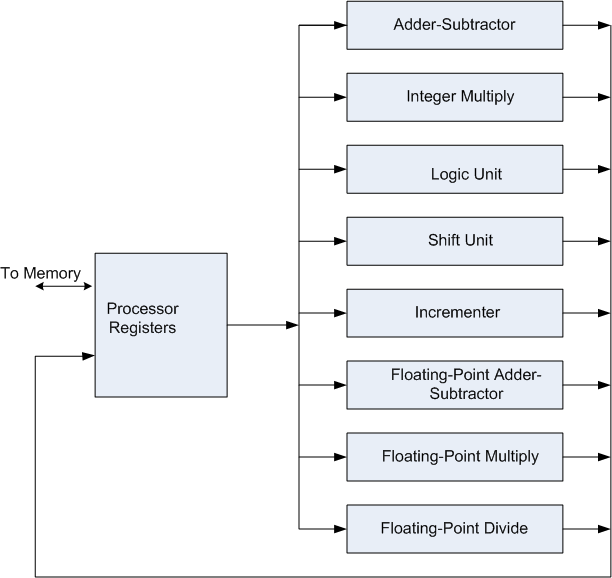 Adder-Subtractor
Integer Multiply
Logic Unit
Shift Unit
To Memory
Processor
Registers
Incrementer
Floating-Point Adder-
Subtractor
Floating-Point Multiply
Floating-Point Divide